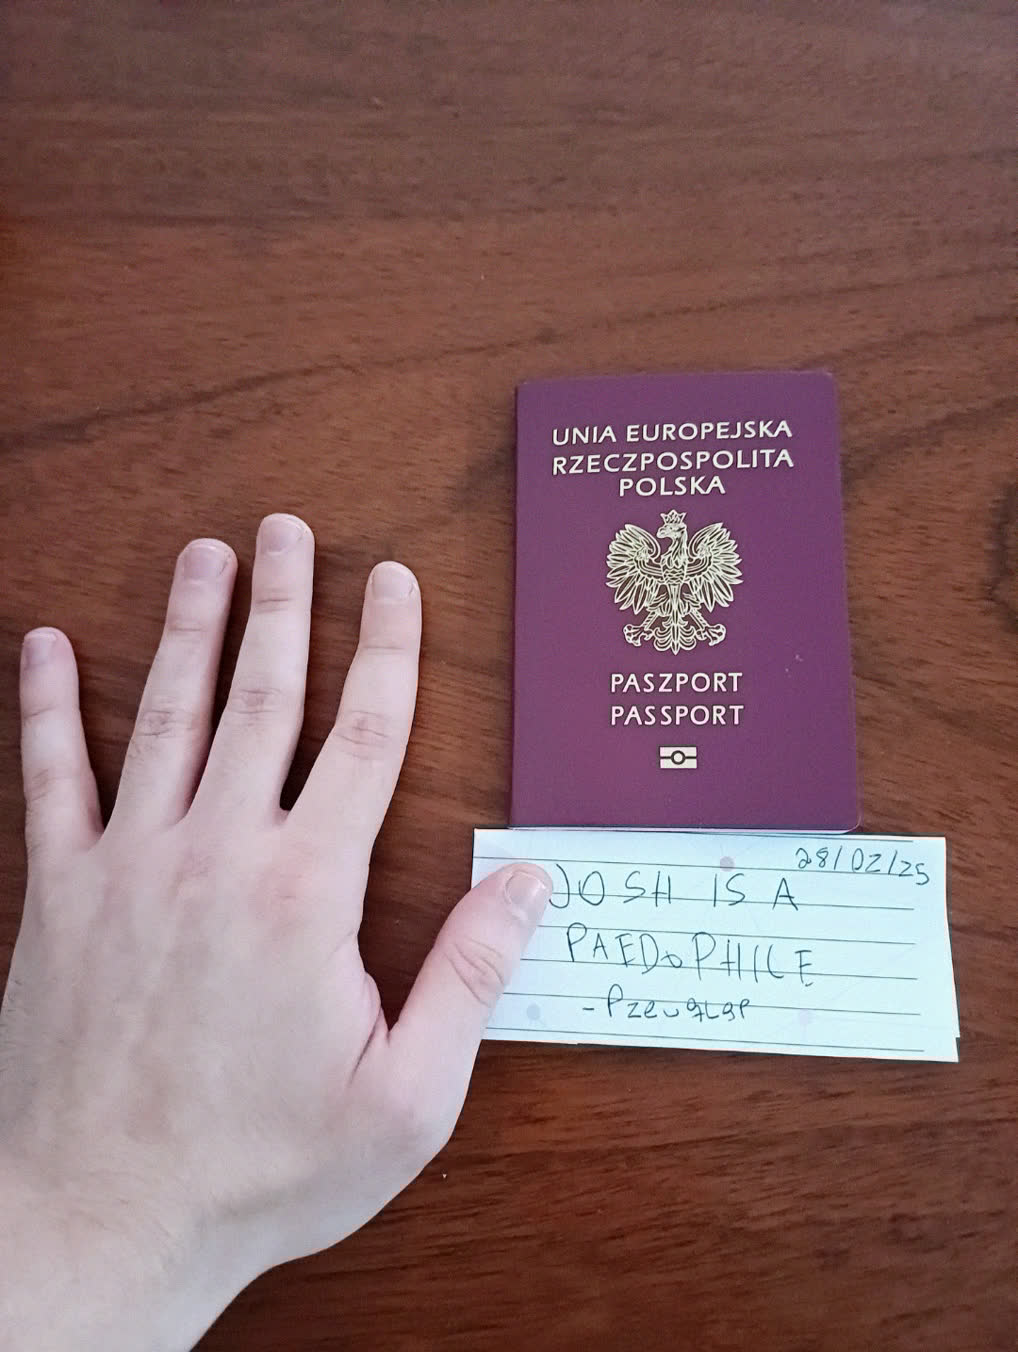 UNIA EUROPEJSKA
RZECZPOSPOLITA
POLSKA
PASZPORT
PASSPORT
28/02/25
JOSH IS A
PAEDOPHILE